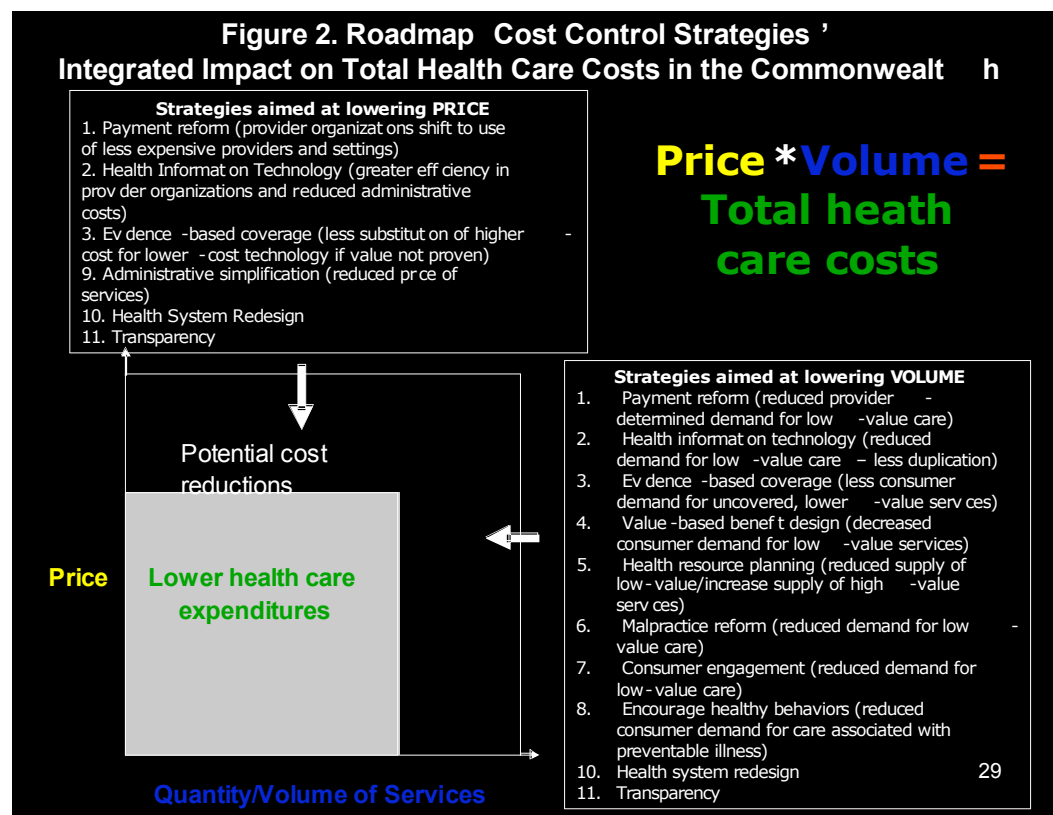 Figure 2. Roadmap Cost Control Strategies ’
Integrated Impact on Total Health Care Costs in the Commonwealt h
Strategies aimed at lowering PRICE
1. Payment reform (provider organizat ons shift to use
of less expensive providers and settings)
2. Health Informat on Technology (greater eff ciency in
prov der organizations and reduced administrative
costs)
3. Ev dence -based coverage (less substitut on of higher -
cost for lower -cost technology if value not proven)
9. Administrative simplification (reduced pr ce of
services)
10. Health System Redesign
11. Transparency
Price * Volume =
Total heath
care costs
Potential cost
reductions
Price
Lower health care
expenditures
Quantity/Volume of Services
Strategies aimed at lowering VOLUME
1. Payment reform (reduced provider -
determined demand for low -value care)
2. Health informat on technology (reduced
demand for low -value care – less duplication)
3. Ev dence -based coverage (less consumer
demand for uncovered, lower -value serv ces)
4. Value -based benef t design (decreased
consumer demand for low -value services)
5. Health resource planning (reduced supply of
low-value/increase supply of high -value
serv ces)
6. Malpractice reform (reduced demand for low -
value care)
7. Consumer engagement (reduced demand for
low-value care)
8. Encourage healthy behaviors (reduced
consumer demand for care associated with
preventable illness)
10. Health system redesign
11. Transparency
29